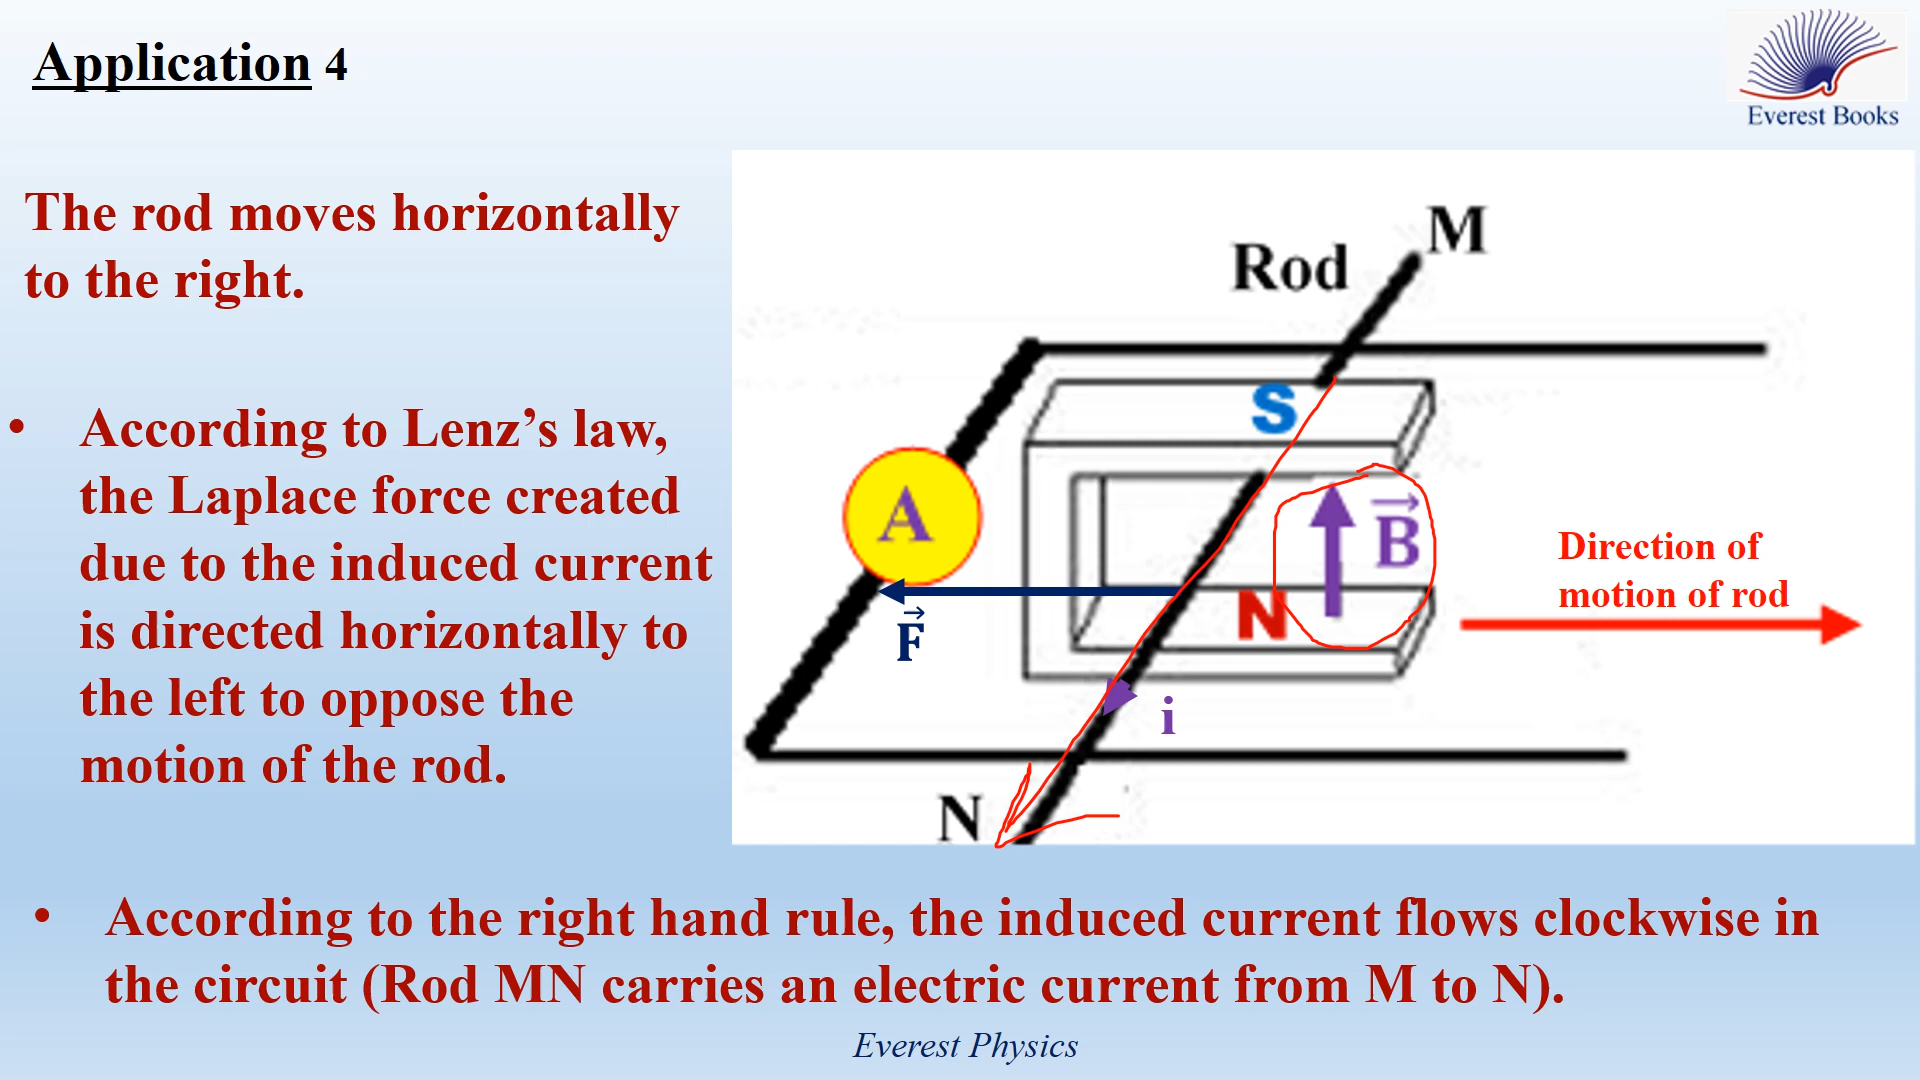 Application 4
Everest Books
The rod moves horizontally
to the right.
• According to Lenz’s law,
the Laplace force created
due to the induced current
is directed horizontally to
the left to oppose the
motion of the rod.
M
Rod
S
A
B
N
F
i
N
Direction of
motion of rod
• According to the right hand rule, the induced current flows clockwise in
the circuit (Rod MN carries an electric current from M to N).
Everest Physics